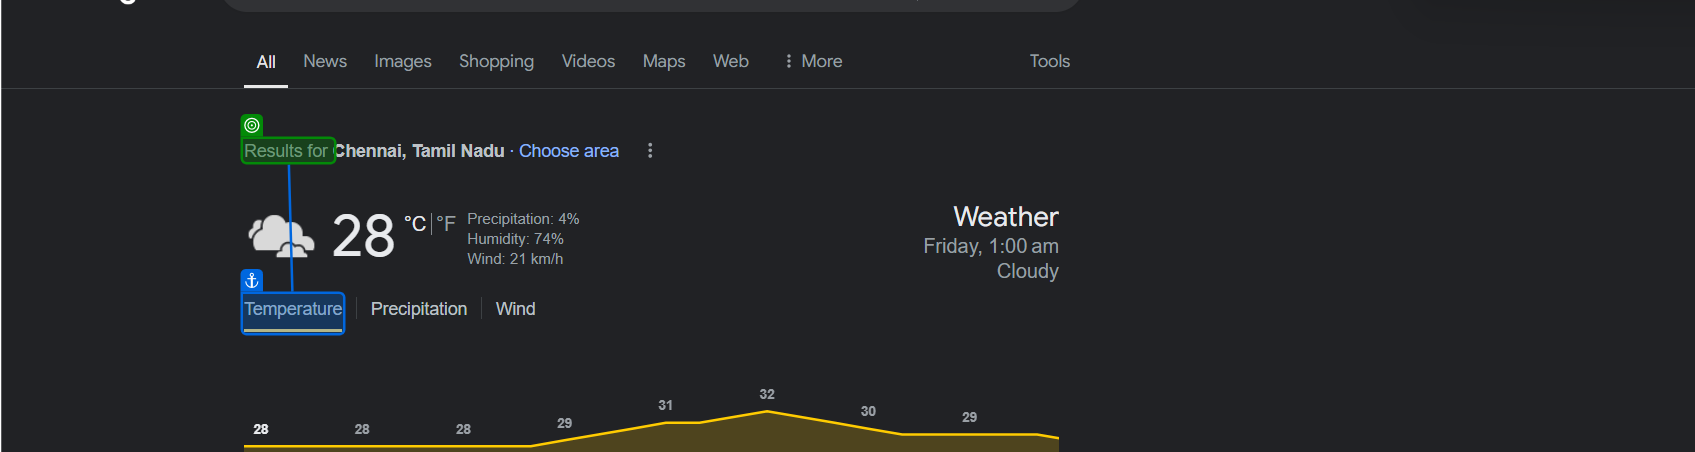 All News Images Shopping Videos Maps Web More Tools
Results for Chennai, Tamil Nadu · Choose area
28 °C | °F
Precipitation: 4%
Humidity: 74%
Wind: 21 km/h
Weather
Friday, 1:00 am
Cloudy
Temperature Precipitation Wind
28 28 28 29 31 32 30 29